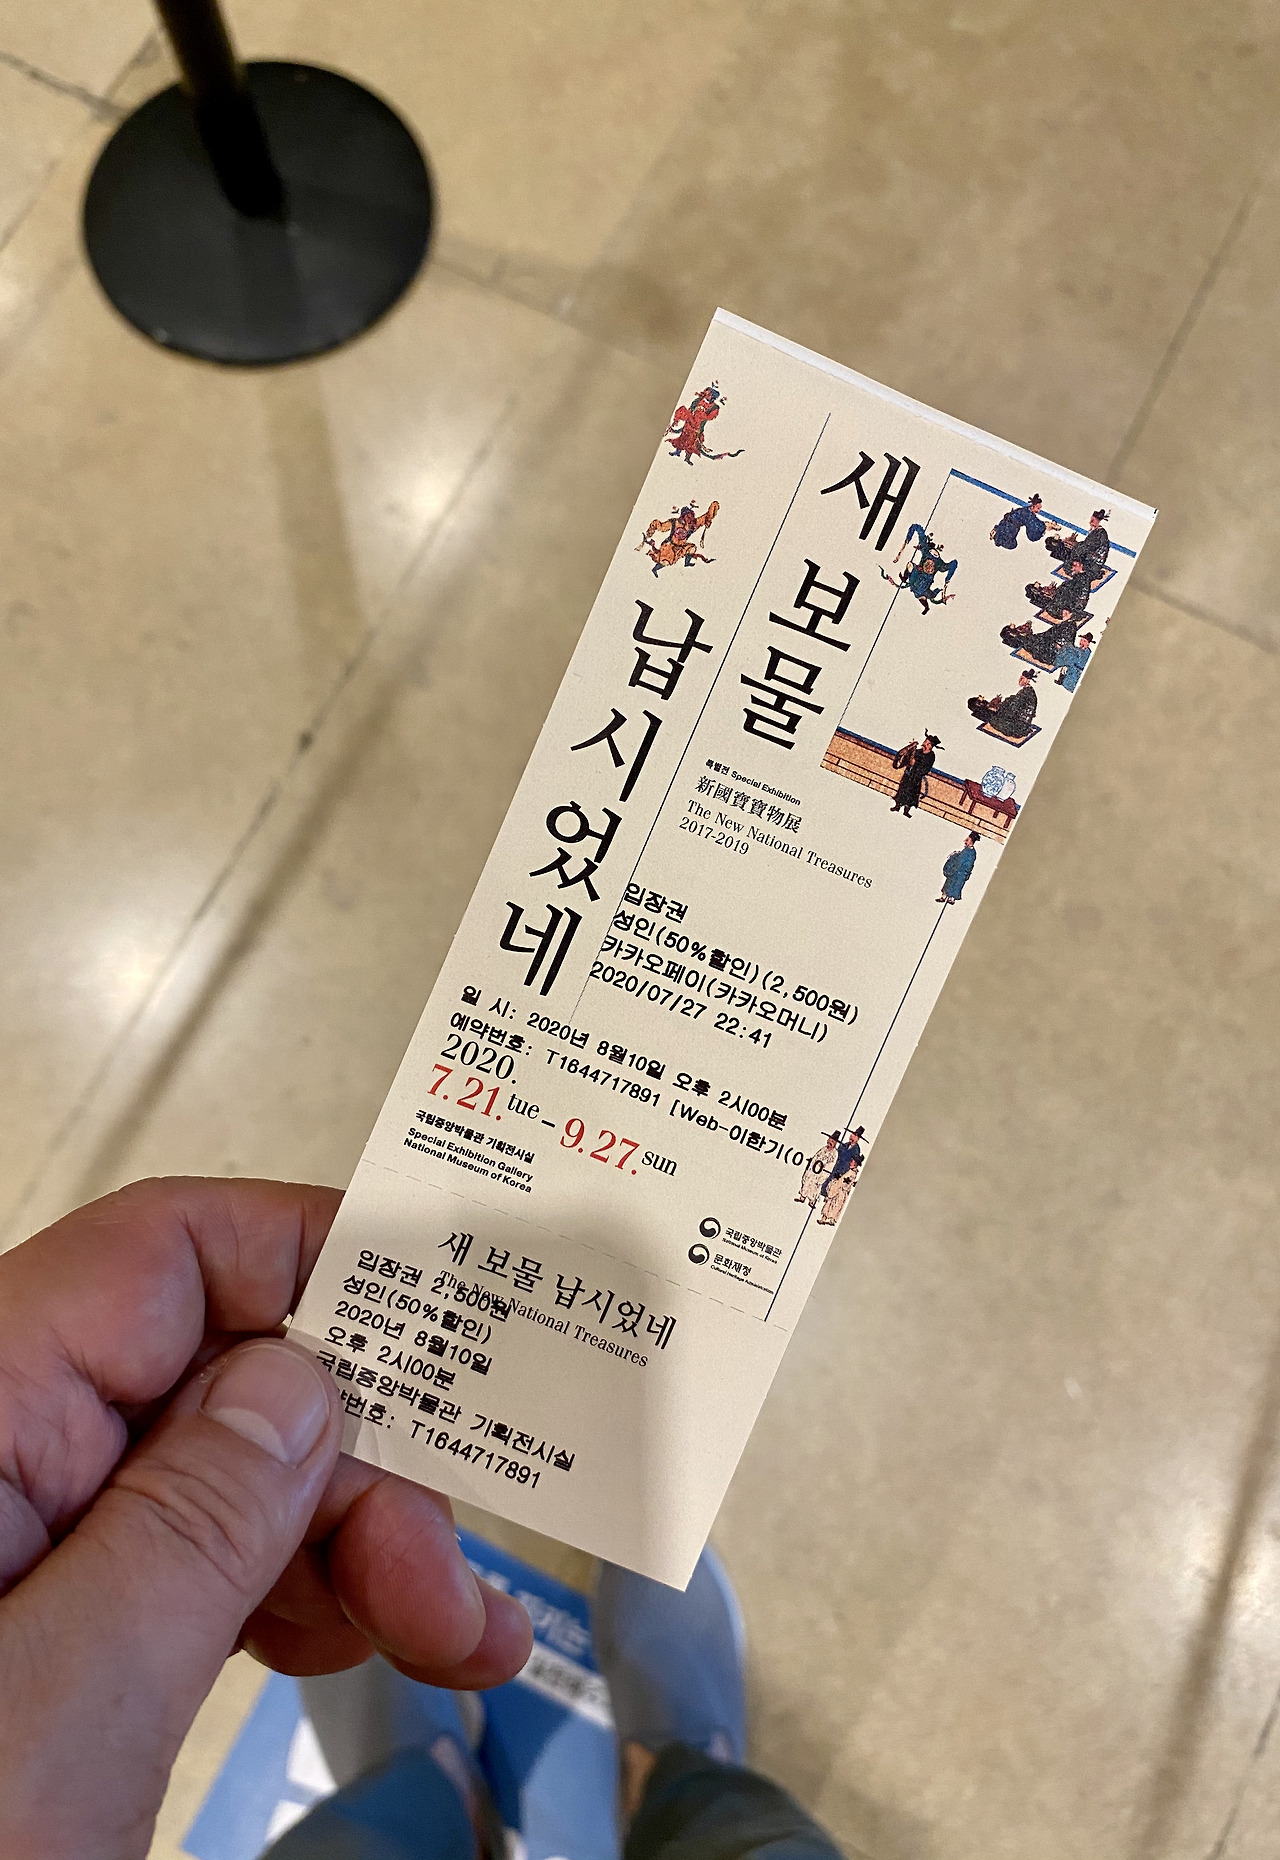 새 보물
납시었네
특별전 Special Exhibition
新國寶寶物展
The New National Treasures
2017-2019
입장권
성인(50%할인)(2,500원)
카카오페이(카카오머니)
2020/07/27 22:41
일 시: 2020년 8월10일 오후 2시00분
예약번호: T1644717891 [Web-이한기(010-
2020.
7.21. tue – 9.27. sun
국립중앙박물관 기획전시실
Special Exhibition Gallery
National Museum of Korea
국립중앙박물관
National Museum of Korea
문화재청
Cultural Heritage Administration
새 보물 납시었네
The New National Treasures
입장권 2,500원
성인(50%할인)
2020년 8월10일
오후 2시00분
국립중앙박물관 기획전시실
약번호: T1644717891